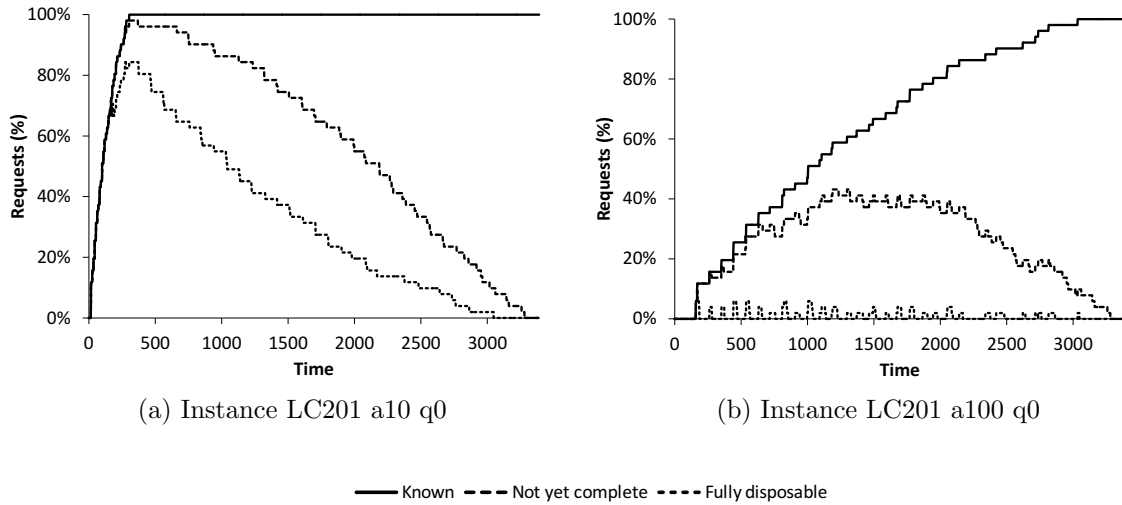 100%
80%
60%
40%
20%
0%
Requests (%)
0 500 1000 1500 2000 2500 3000
Time
(a) Instance LC201 a10 q0
100%
80%
60%
40%
20%
0%
Requests (%)
0 500 1000 1500 2000 2500 3000
Time
(b) Instance LC201 a100 q0
Known Not yet complete Fully disposable